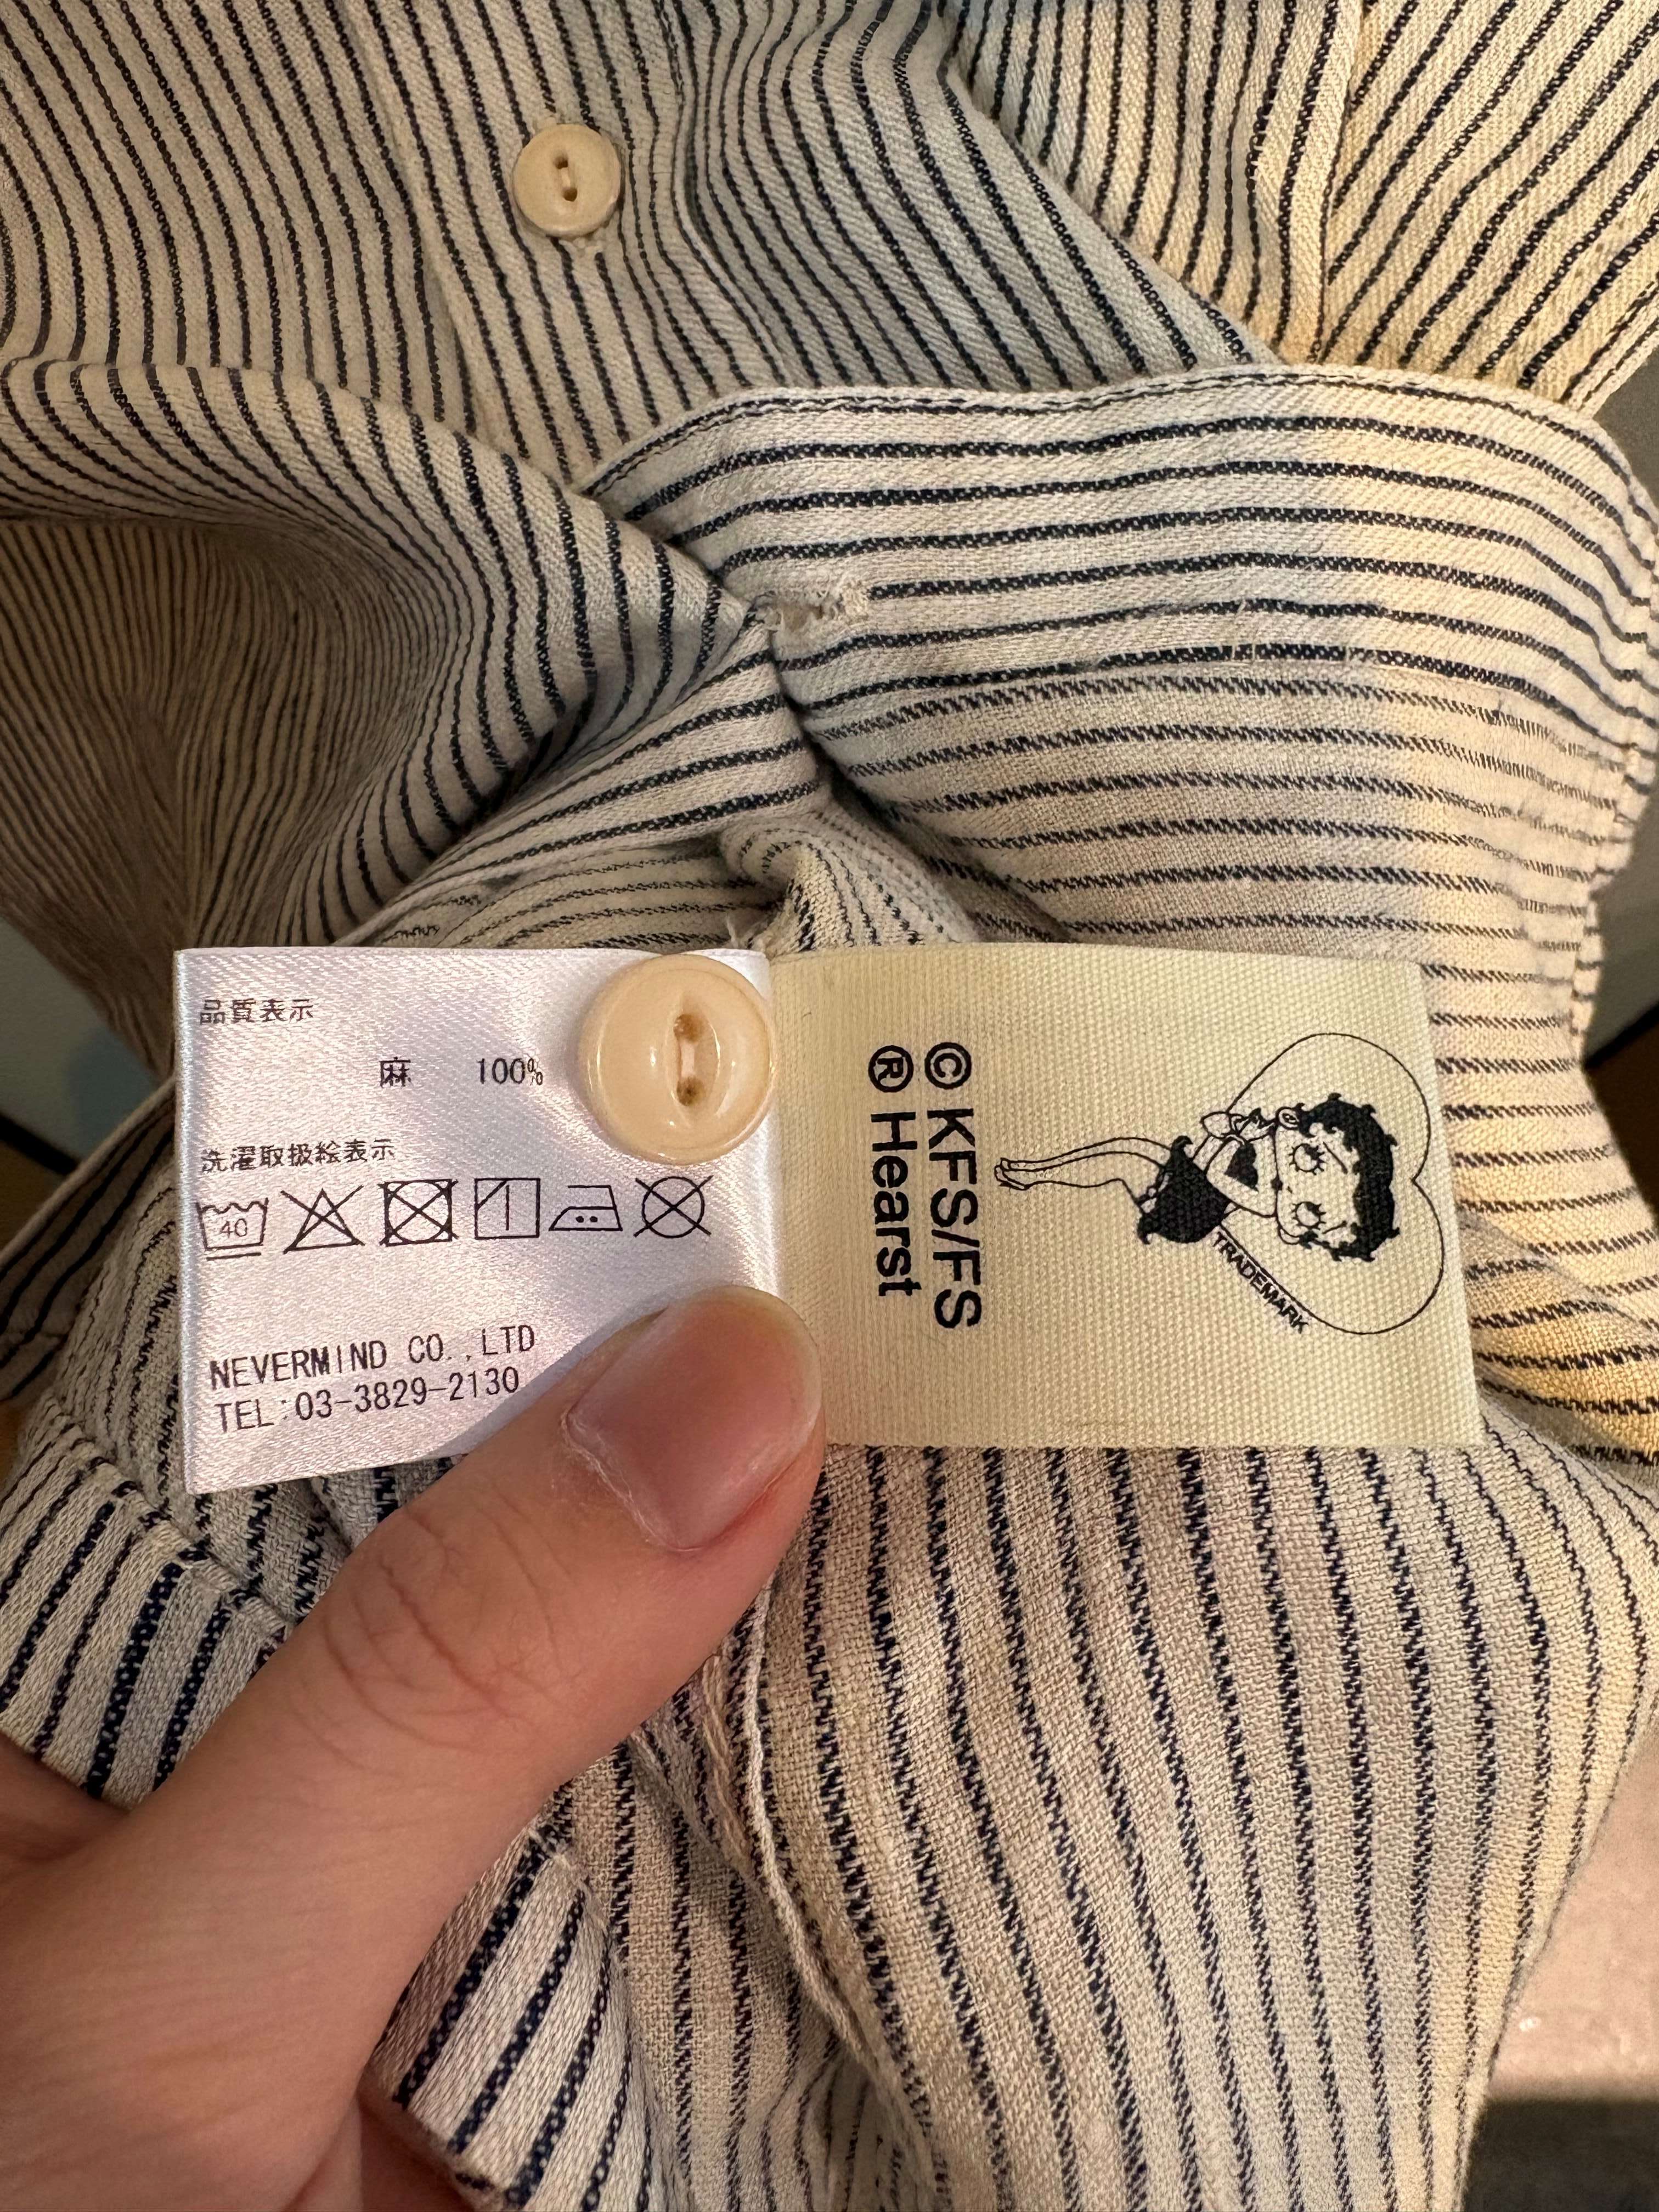 品質表示
麻 100%
洗濯取扱絵表示
40
NEVERMIND CO.,LTD
TEL:03-3829-2130
©KFS/FS
® Hearst
TRADEMARK